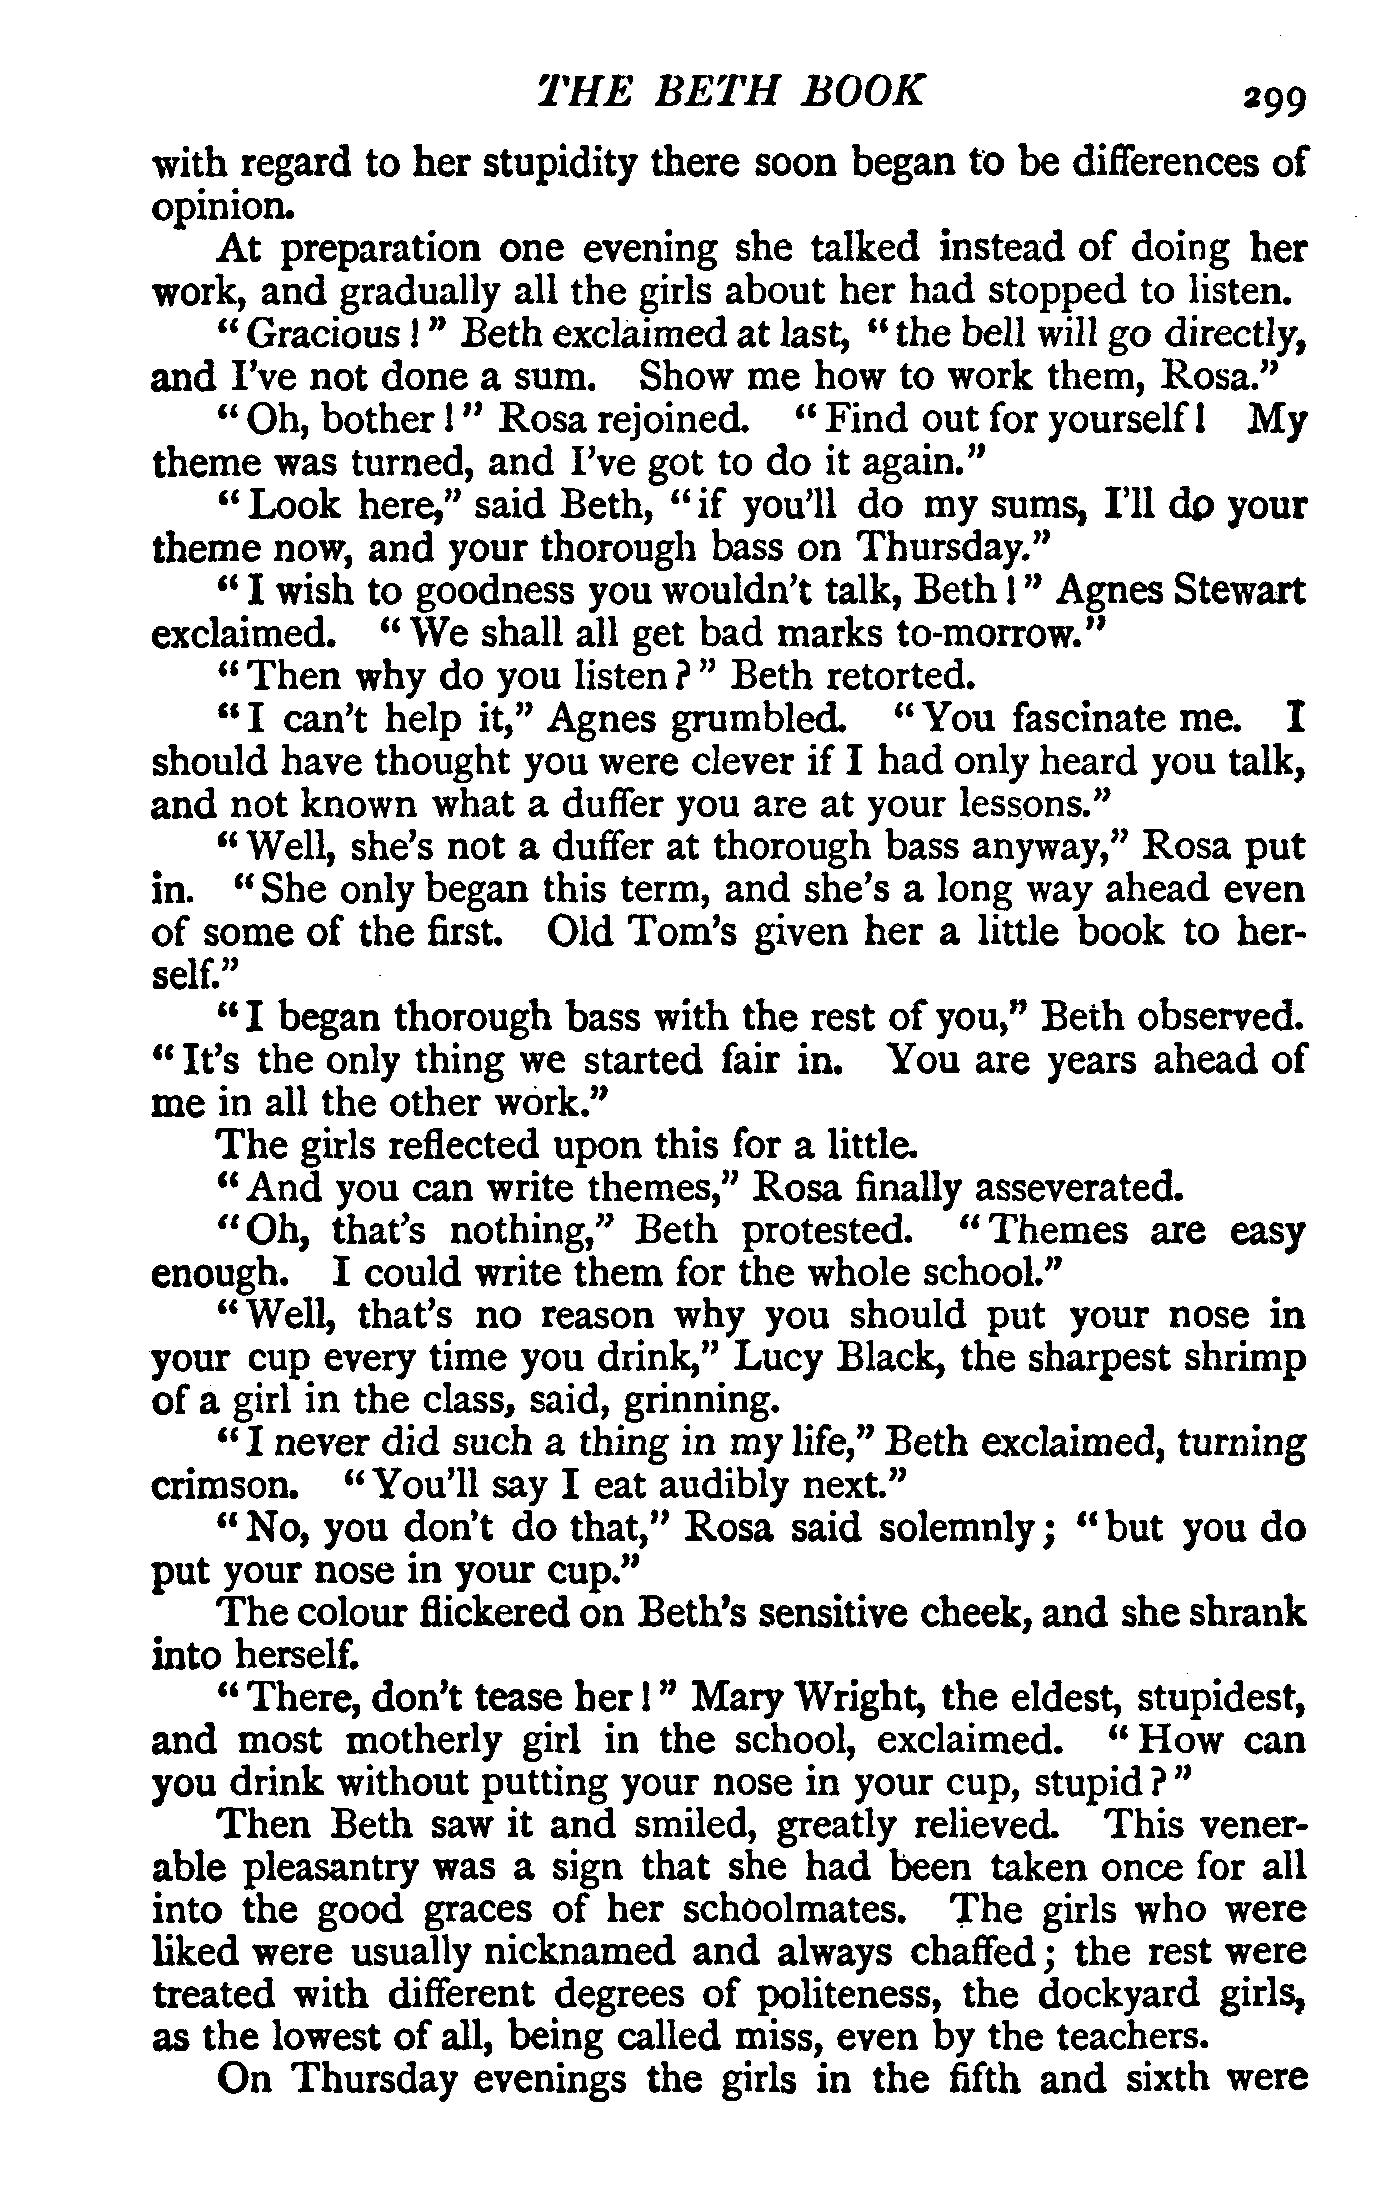 THE BETH BOOK 299
with regard to her stupidity there soon began to be differences of
opinion.
At preparation one evening she talked instead of doing her
work, and gradually all the girls about her had stopped to listen.
“Gracious!” Beth exclaimed at last, “the bell will go directly,
and I’ve not done a sum. Show me how to work them, Rosa.”
“Oh, bother!” Rosa rejoined. “Find out for yourself! My
theme was turned, and I’ve got to do it again.”
“Look here,” said Beth, “if you’ll do my sums, I’ll do your
theme now, and your thorough bass on Thursday.”
“I wish to goodness you wouldn’t talk, Beth!” Agnes Stewart
exclaimed. “We shall all get bad marks to-morrow.”
“Then why do you listen?” Beth retorted.
“I can’t help it,” Agnes grumbled. “You fascinate me. I
should have thought you were clever if I had only heard you talk,
and not known what a duffer you are at your lessons.”
“Well, she’s not a duffer at thorough bass anyway,” Rosa put
in. “She only began this term, and she’s a long way ahead even
of some of the first. Old Tom’s given her a little book to her-
self.”
“I began thorough bass with the rest of you,” Beth observed.
“It’s the only thing we started fair in. You are years ahead of
me in all the other work.”
The girls reflected upon this for a little.
“And you can write themes,” Rosa finally asseverated.
“Oh, that’s nothing,” Beth protested. “Themes are easy
enough. I could write them for the whole school.”
“Well, that’s no reason why you should put your nose in
your cup every time you drink,” Lucy Black, the sharpest shrimp
of a girl in the class, said, grinning.
“I never did such a thing in my life,” Beth exclaimed, turning
crimson. “You’ll say I eat audibly next.”
“No, you don’t do that,” Rosa said solemnly; “but you do
put your nose in your cup.”
The colour flickered on Beth’s sensitive cheek, and she shrank
into herself.
“There, don’t tease her!” Mary Wright, the eldest, stupidest,
and most motherly girl in the school, exclaimed. “How can
you drink without putting your nose in your cup, stupid?”
Then Beth saw it and smiled, greatly relieved. This vener-
able pleasantry was a sign that she had been taken once for all
into the good graces of her schoolmates. The girls who were
liked were usually nicknamed and always chaffed; the rest were
treated with different degrees of politeness, the dockyard girls,
as the lowest of all, being called miss, even by the teachers.
On Thursday evenings the girls in the fifth and sixth were